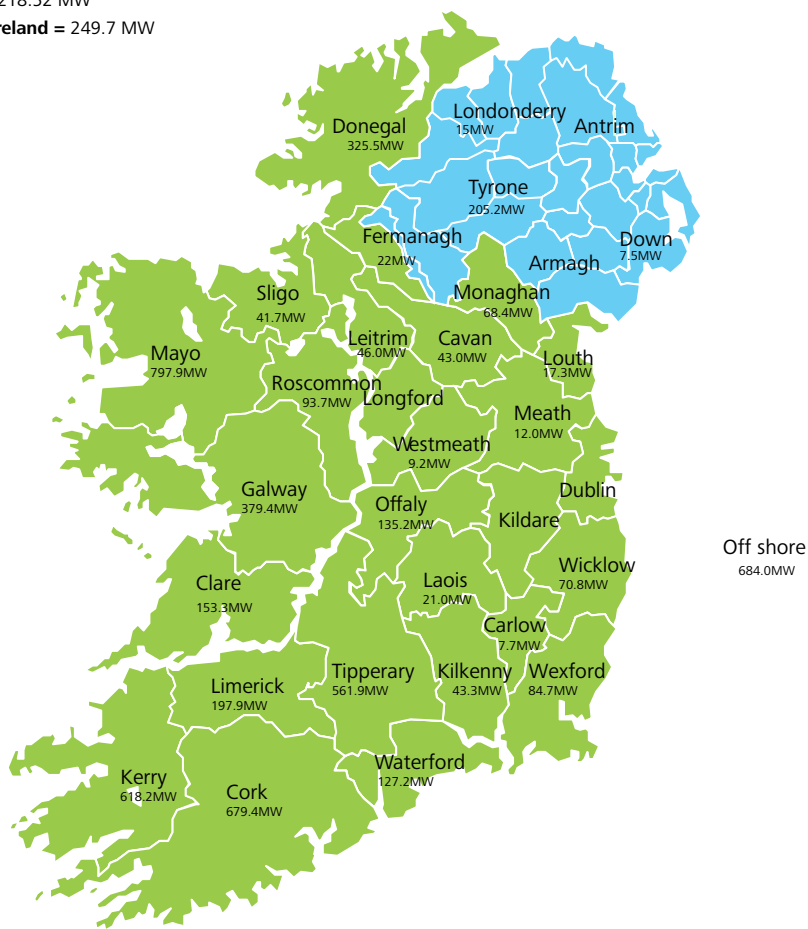 reland = 249.7 MW
Londonderry
15MW
Antrim
Donegal
325.5MW
Tyrone
205.2MW
Fermanagh
22MW
Down
7.5MW
Armagh
Monaghan
68.4MW
Sligo
41.7MW
Leitrim
46.0MW
Cavan
43.0MW
Mayo
797.9MW
Louth
17.3MW
Roscommon
93.7MW
Longford
Meath
12.0MW
Westmeath
9.2MW
Galway
379.4MW
Offaly
135.2MW
Dublin
Kildare
Off shore
684.0MW
Wicklow
70.8MW
Clare
153.3MW
Laois
21.0MW
Carlow
7.7MW
Limerick
197.9MW
Tipperary
561.9MW
Kilkenny
43.3MW
Wexford
84.7MW
Waterford
127.2MW
Kerry
618.2MW
Cork
679.4MW